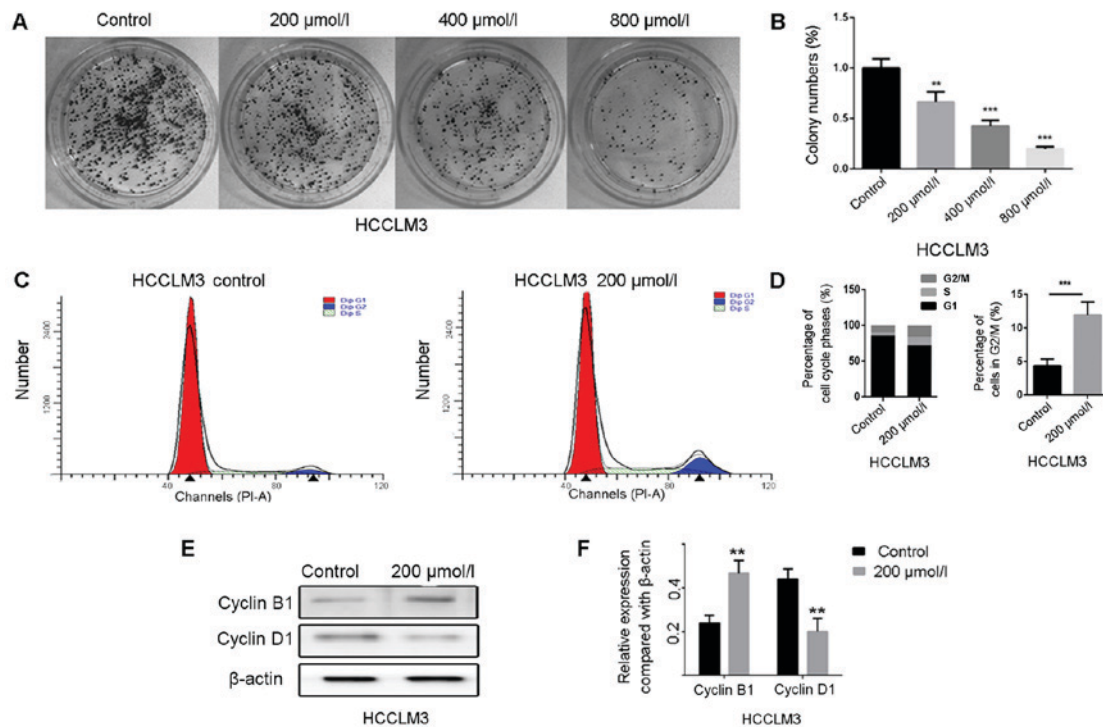 A
Control
200 µmol/l
400 µmol/l
800 µmol/l
HCCLM3
B
Colony numbers (%)
1.5
1.0
0.5
0.0
**
***
***
Control
200 µmol/l
400 µmol/l
800 µmol/l
HCCLM3
C
HCCLM3 control
Number
2400
1200
Dip G1
Dip G2
Dip S
0
40
80
120
Channels (PI-A)
HCCLM3 200 µmol/l
Number
2400
1200
Dip G1
Dip G2
Dip S
0
40
80
120
Channels (PI-A)
D
G2/M
S
G1
Percentage of
cell cycle phases (%)
150
100
50
0
Control
200 µmol/l
HCCLM3
Percentage of
cells in G2/M (%)
15
10
5
0
***
Control
200 µmol/l
HCCLM3
E
Control
200 µmol/l
Cyclin B1
Cyclin D1
β-actin
HCCLM3
F
Relative expression
compared with β-actin
0.4
0.2
**
**
Cyclin B1
Cyclin D1
Control
200 µmol/l
HCCLM3